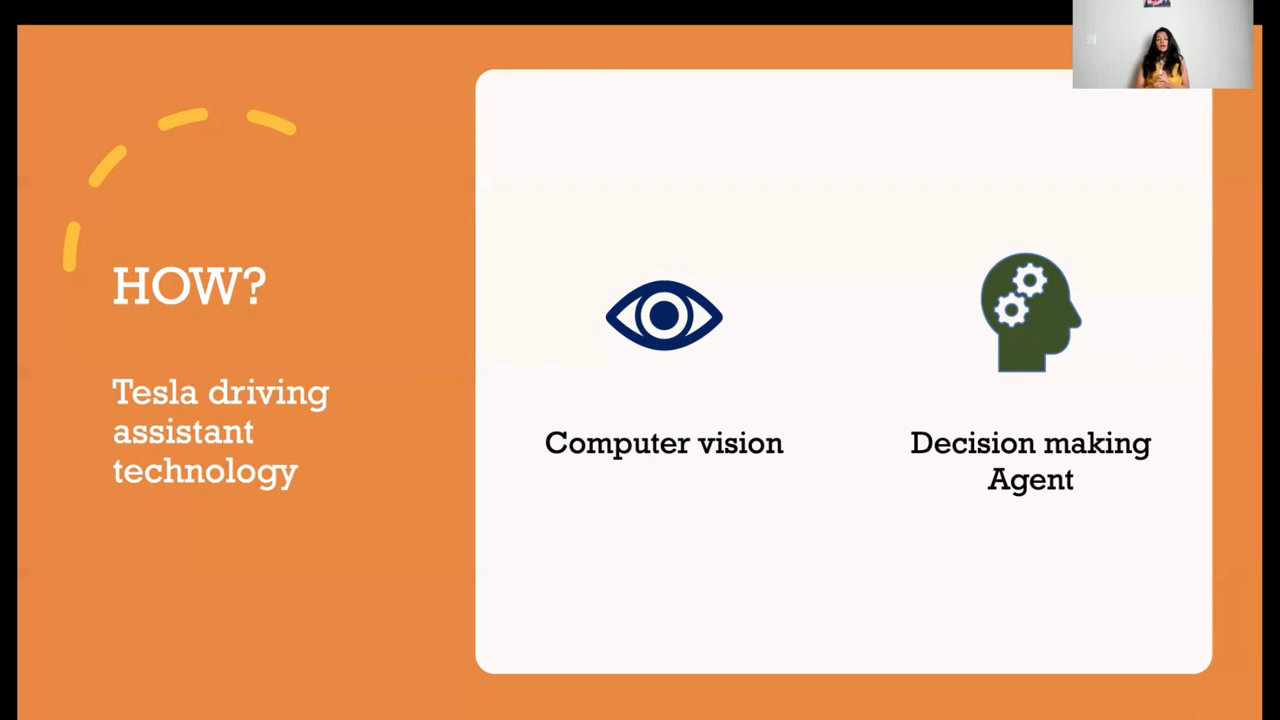 HOW?
Tesla driving
assistant
technology
Computer vision
Decision making
Agent